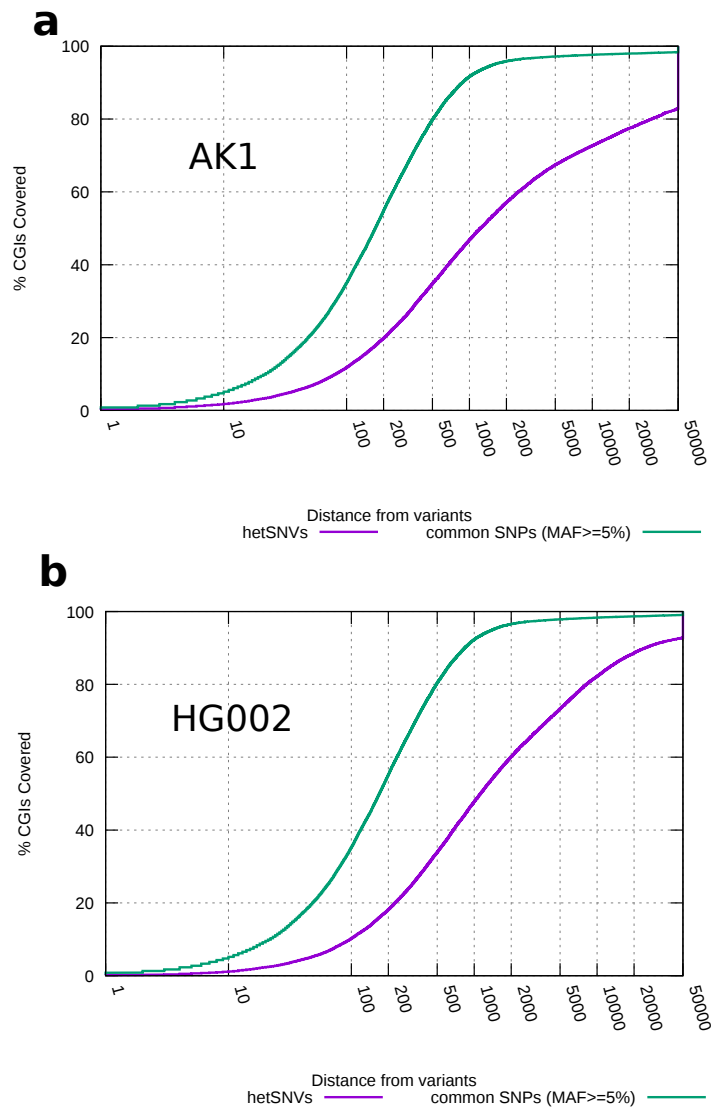 a
100
80
60
40
20
0
% CGIs Covered
AK1
1 10 100 200 500 1000 2000 5000 10000 20000 50000
Distance from variants
hetSNVs common SNPs (MAF>=5%)
b
100
80
60
40
20
0
% CGIs Covered
HG002
1 10 100 200 500 1000 2000 5000 10000 20000 50000
Distance from variants
hetSNVs common SNPs (MAF>=5%)